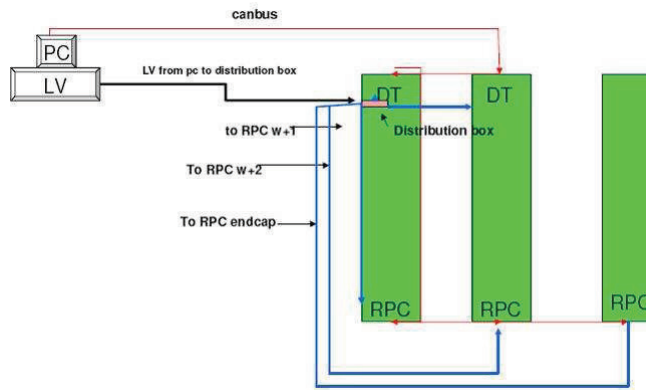 canbus
PC
LV
LV from pc to distribution box
DT
DT
to RPC w+1
Distribution box
To RPC w+2
To RPC endcap
RPC
RPC
RPC